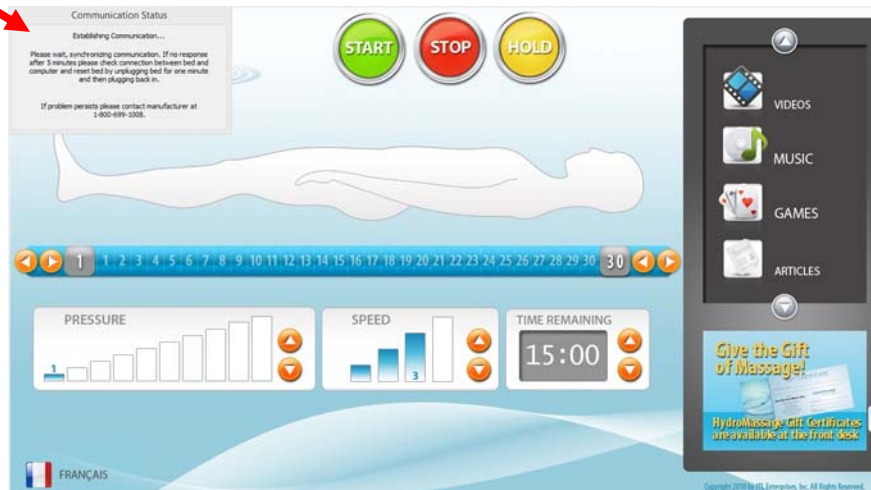 Communication Status
Establishing Communication...
Please wait, synchronizing communication. If no response
after 5 minutes please check connection between bed and
computer and reset bed by unplugging bed for one minute
and then plugging back in.
If problem persists please contact manufacturer at
1-800-699-1008.
START STOP HOLD
VIDEOS
MUSIC
GAMES
ARTICLES
1 1 2 3 4 5 6 7 8 9 10 11 12 13 14 15 16 17 18 19 20 21 22 23 24 25 26 27 28 29 30 30
PRESSURE
1
SPEED
3
TIME REMAINING
15:00
Give the Gift
of Massage!
HydroMassage Gift Certificates
are available at the front desk
FRANÇAIS
Copyright 2010 by JTL Enterprises, Inc. All Rights Reserved.